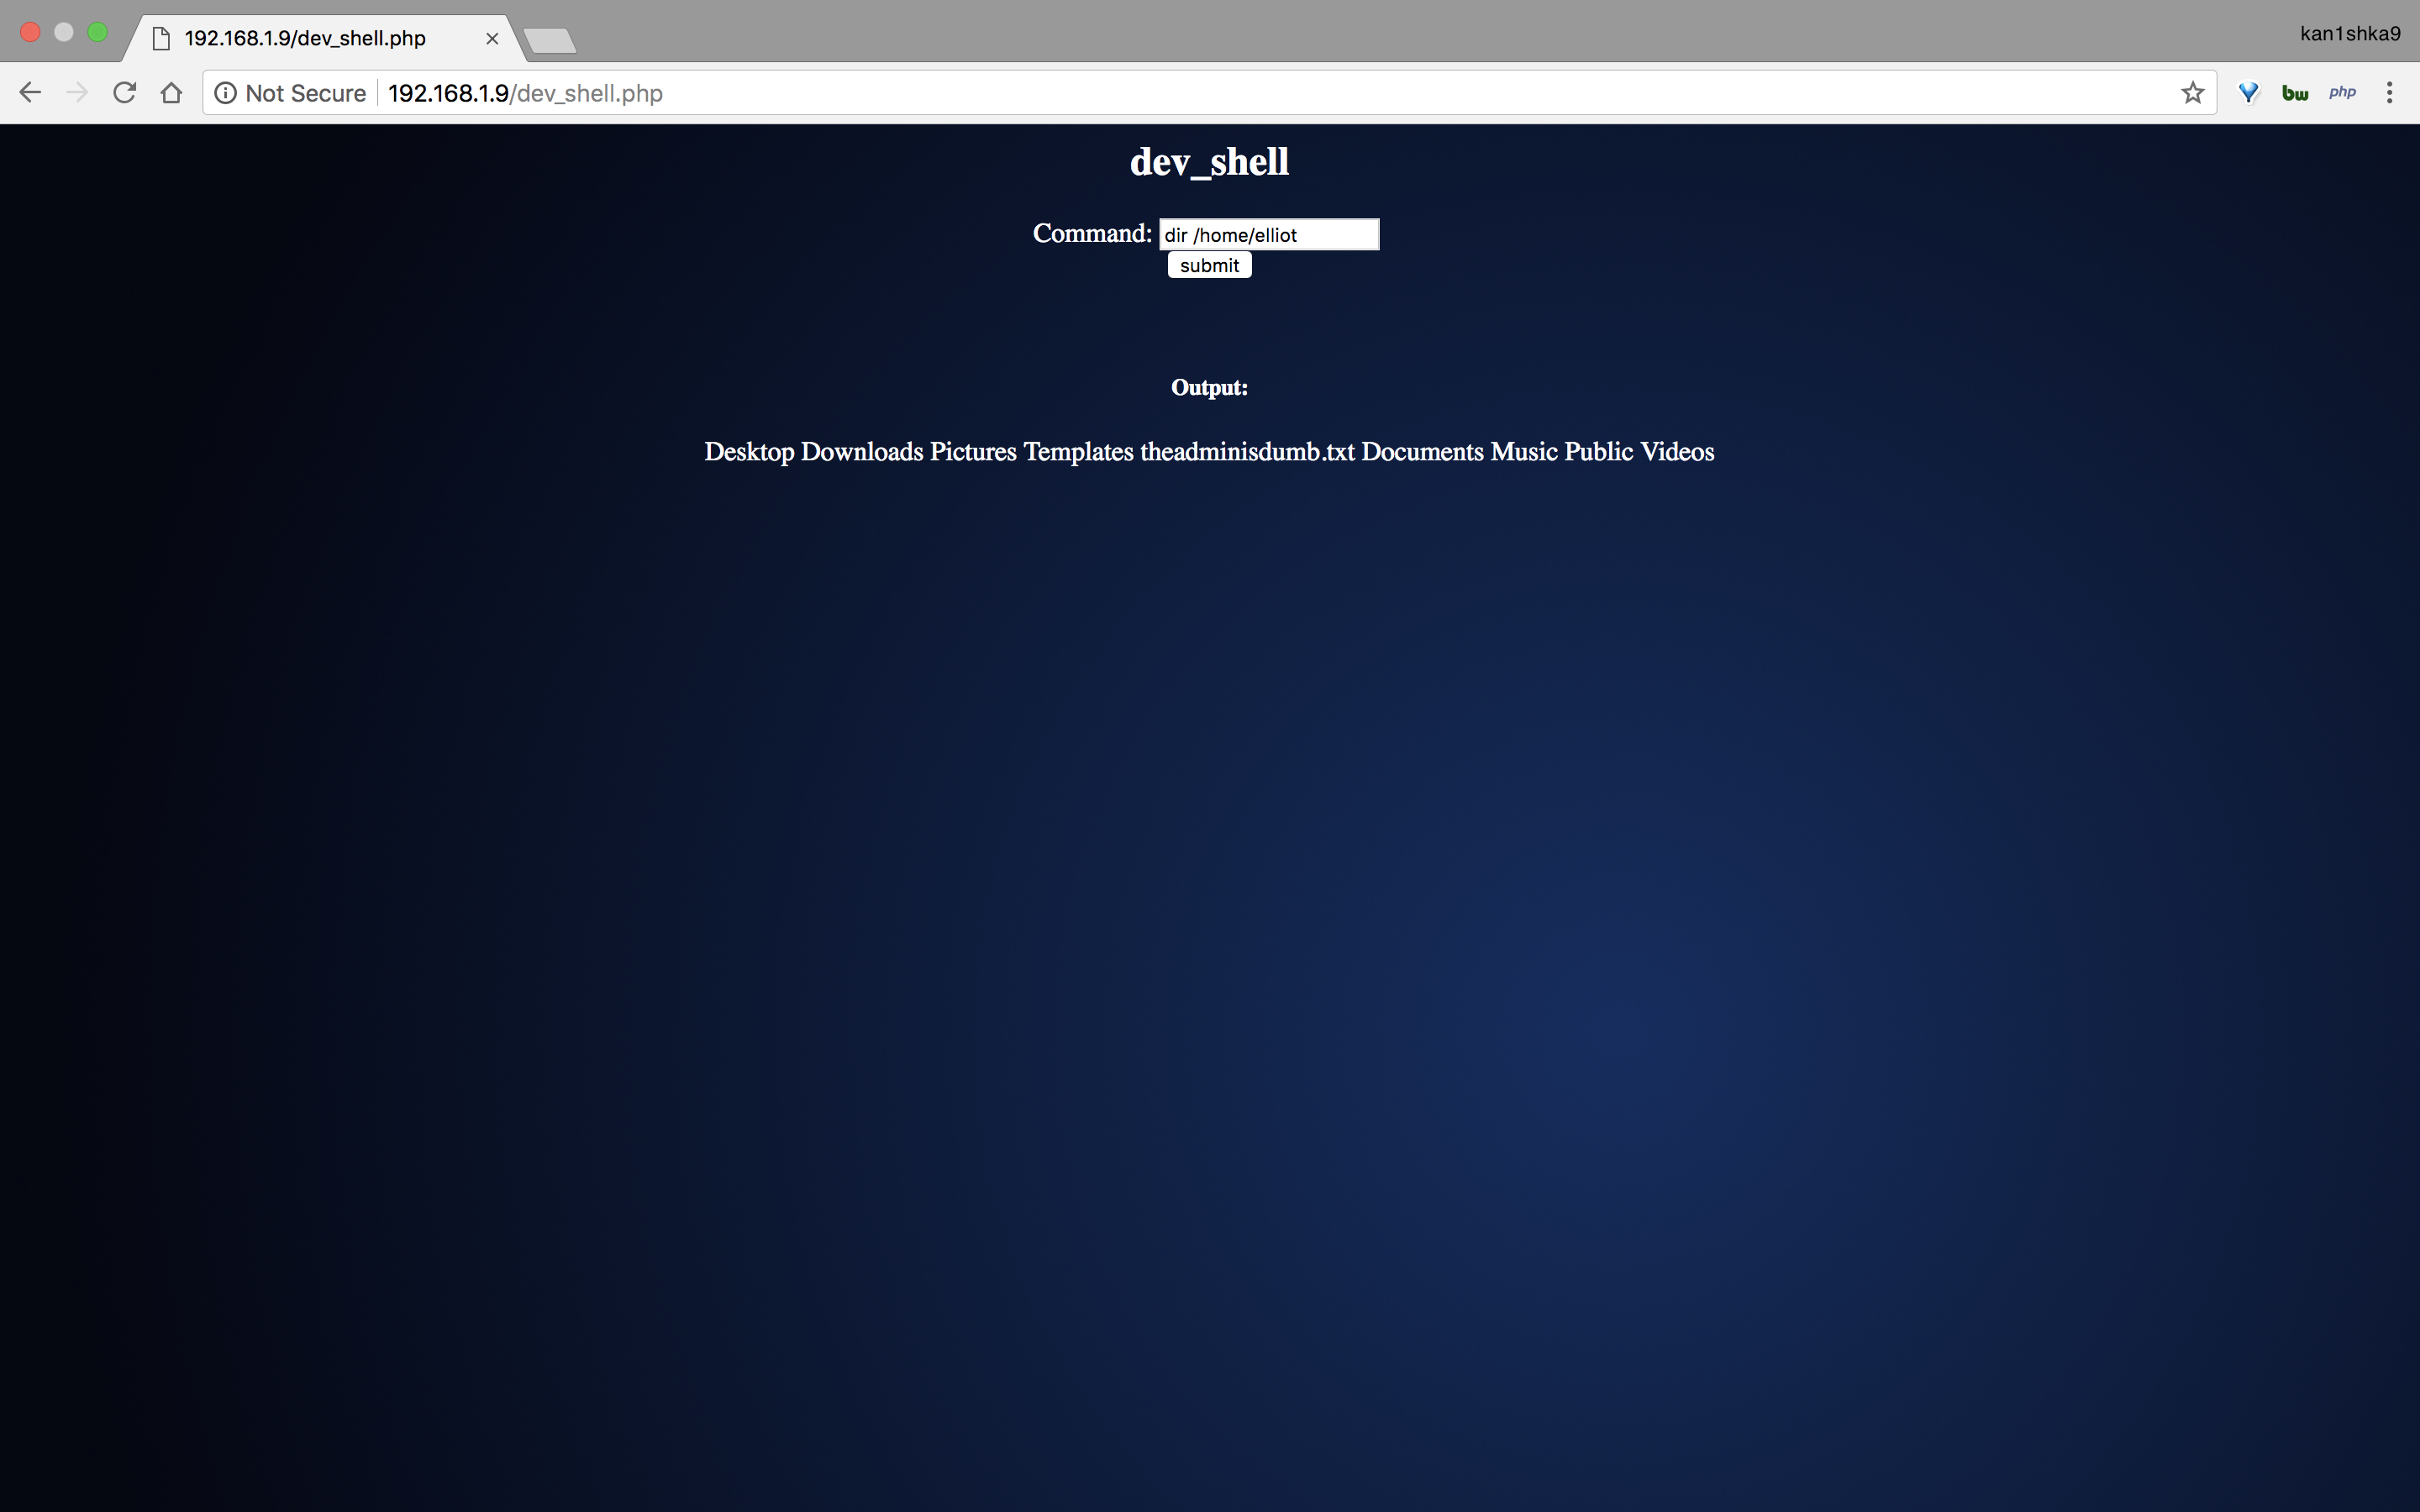 192.168.1.9/dev_shell.php
kan1shka9
Not Secure 192.168.1.9/dev_shell.php
bw php
dev_shell
Command: dir /home/elliot
submit
Output:
Desktop Downloads Pictures Templates theadminisdumb.txt Documents Music Public Videos